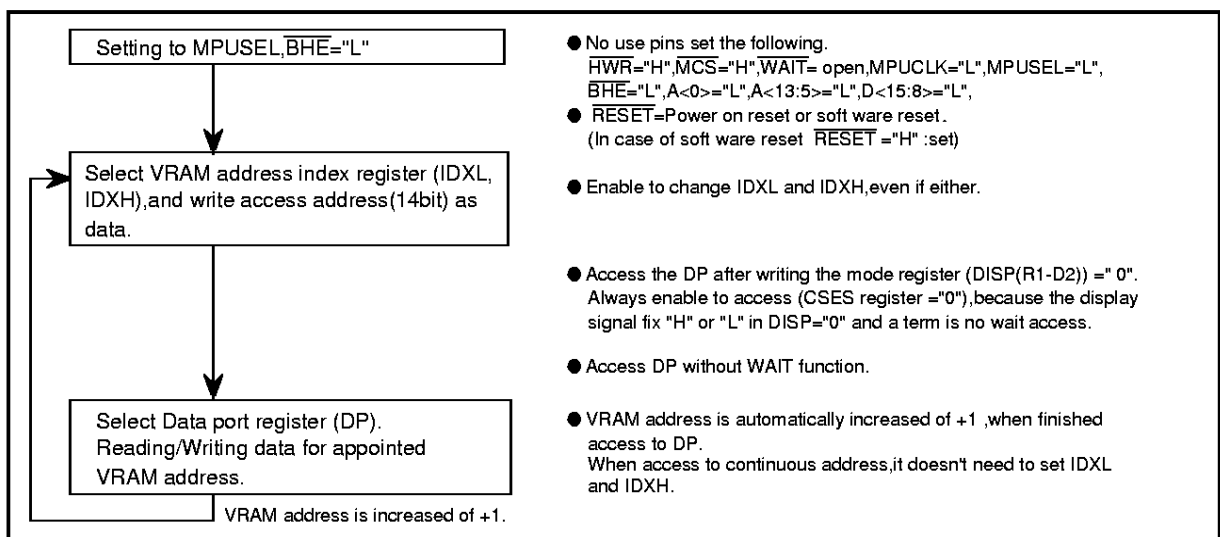 Setting to MPUSEL,B̅H̅E̅="L"
● No use pins set the following.
H̅W̅R̅="H",M̅C̅S̅="H",W̅A̅I̅T̅= open,MPUCLK="L",MPUSEL="L",
B̅H̅E̅="L",A<0>="L",A<13:5>="L",D<15:8>="L",
● R̅E̅S̅E̅T̅=Power on reset or soft ware reset.
(In case of soft ware reset R̅E̅S̅E̅T̅ ="H" :set)
Select VRAM address index register (IDXL,
IDXH),and write access address(14bit) as
data.
● Enable to change IDXL and IDXH,even if either.
● Access the DP after writing the mode register (DISP(R1-D2)) =" 0".
Always enable to access (CSES register ="0"),because the display
signal fix "H" or "L" in DISP="0" and a term is no wait access.
● Access DP without WAIT function.
Select Data port register (DP).
Reading/Writing data for appointed
VRAM address.
● VRAM address is automatically increased of +1 ,when finished
access to DP.
When access to continuous address,it doesn't need to set IDXL
and IDXH.
VRAM address is increased of +1.